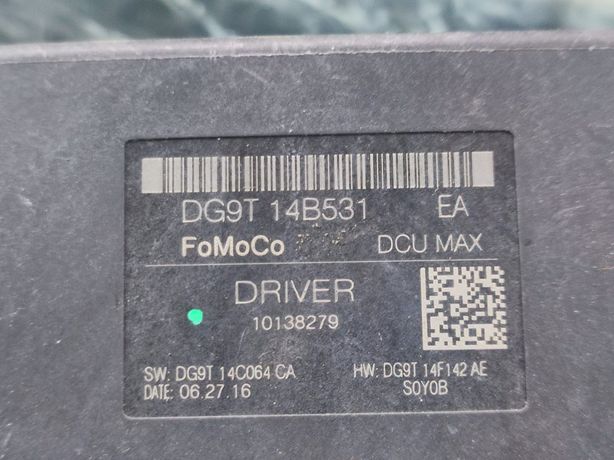 DG9T 14B531 EA
FoMoCo DCU MAX
DRIVER
10138279
SW: DG9T 14C064 CA HW: DG9T 14F142 AE
DATE: 06.27.16 S0Y0B